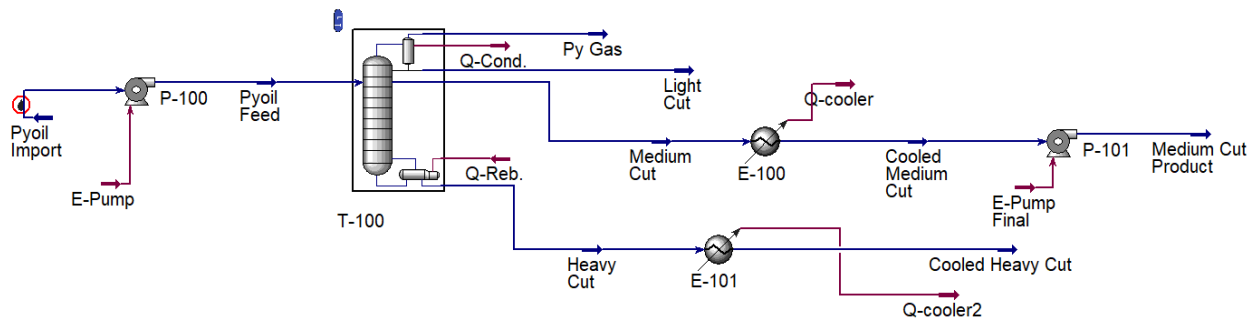 Py Gas
Q-Cond.
P-100
Pyoil
Feed
Light
Cut
Q-cooler
Pyoil
Import
Medium
Cut
E-100
Cooled
Medium
Cut
P-101
Medium Cut
Product
E-Pump
Q-Reb.
E-Pump
Final
T-100
Heavy
Cut
E-101
Cooled Heavy Cut
Q-cooler2